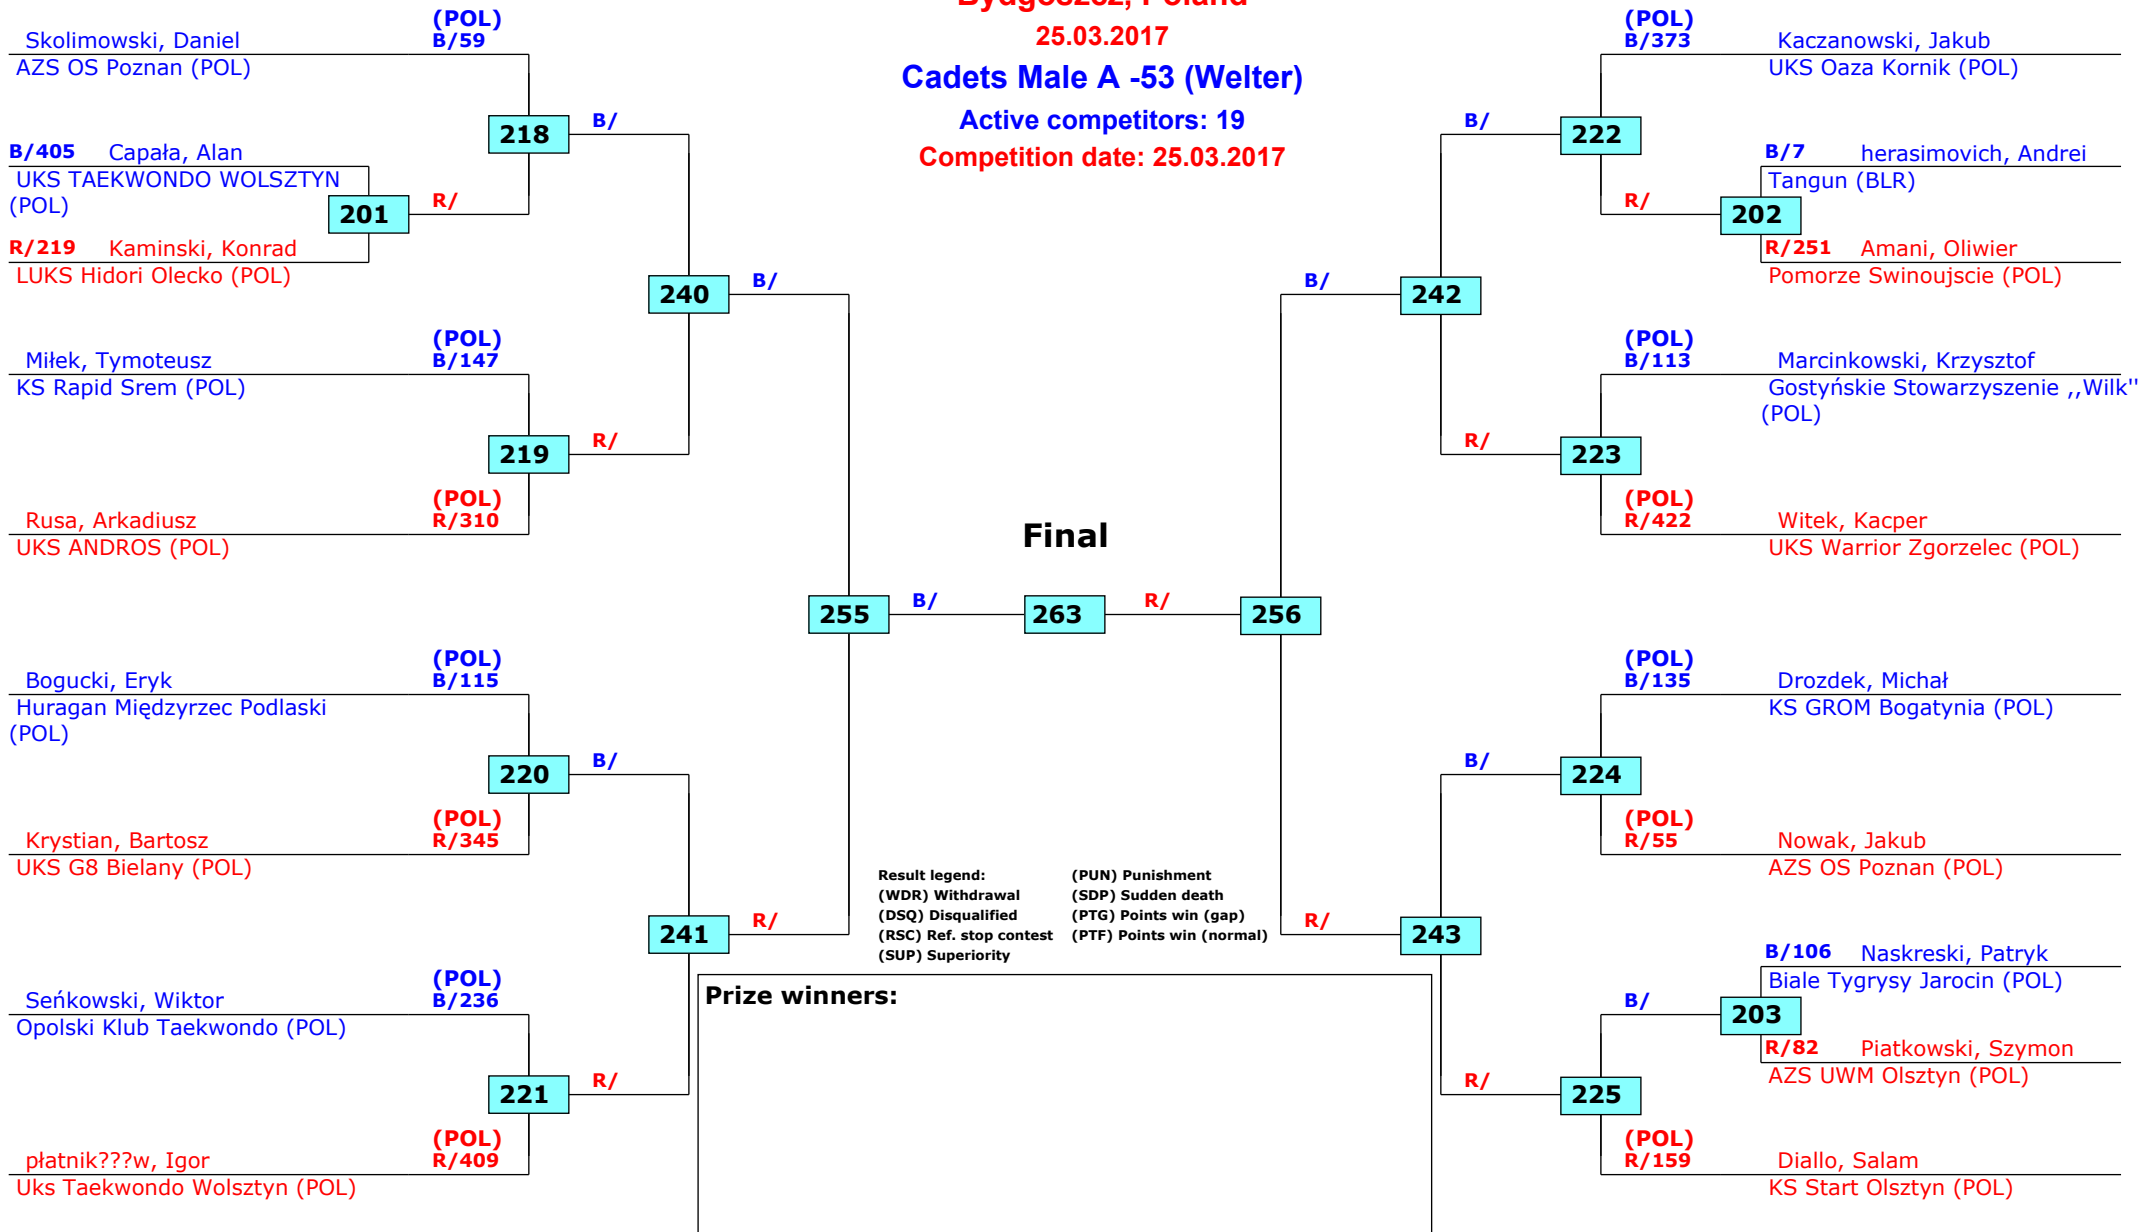 Bydgoszcz, Poland
25.03.2017
Cadets Male A -53 (Welter)
Active competitors: 19
Competition date: 25.03.2017
(POL)
Skolimowski, Daniel B/59
AZS OS Poznan (POL)
218
B/
B/405 Capała, Alan
UKS TAEKWONDO WOLSZTYN
(POL)
201
R/
R/219 Kaminski, Konrad
LUKS Hidori Olecko (POL)
240
B/
(POL)
Miłek, Tymoteusz B/147
KS Rapid Srem (POL)
219
R/
(POL)
Rusa, Arkadiusz R/310
UKS ANDROS (POL)
255
B/
(POL)
Bogucki, Eryk B/115
Huragan Międzyrzec Podlaski
(POL)
220
B/
(POL)
Krystian, Bartosz R/345
UKS G8 Bielany (POL)
241
R/
(POL)
Seńkowski, Wiktor B/236
Opolski Klub Taekwondo (POL)
221
R/
(POL)
płatnik???w, Igor R/409
Uks Taekwondo Wolsztyn (POL)
Final
263
R/
256
(POL)
B/373 Kaczanowski, Jakub
UKS Oaza Kornik (POL)
B/
222
B/7 herasimovich, Andrei
Tangun (BLR)
R/
202
R/251 Amani, Oliwier
Pomorze Swinoujscie (POL)
B/
242
(POL)
B/113 Marcinkowski, Krzysztof
Gostyńskie Stowarzyszenie ,,Wilk''
(POL)
R/
223
(POL)
R/422 Witek, Kacper
UKS Warrior Zgorzelec (POL)
(POL)
B/135 Drozdek, Michał
KS GROM Bogatynia (POL)
B/
224
(POL)
R/55 Nowak, Jakub
AZS OS Poznan (POL)
R/
243
B/106 Naskreski, Patryk
Biale Tygrysy Jarocin (POL)
B/
203
R/82 Piatkowski, Szymon
AZS UWM Olsztyn (POL)
R/
225
(POL)
R/159 Diallo, Salam
KS Start Olsztyn (POL)
Result legend: (PUN) Punishment
(WDR) Withdrawal (SDP) Sudden death
(DSQ) Disqualified (PTG) Points win (gap)
(RSC) Ref. stop contest (PTF) Points win (normal)
(SUP) Superiority
Prize winners: